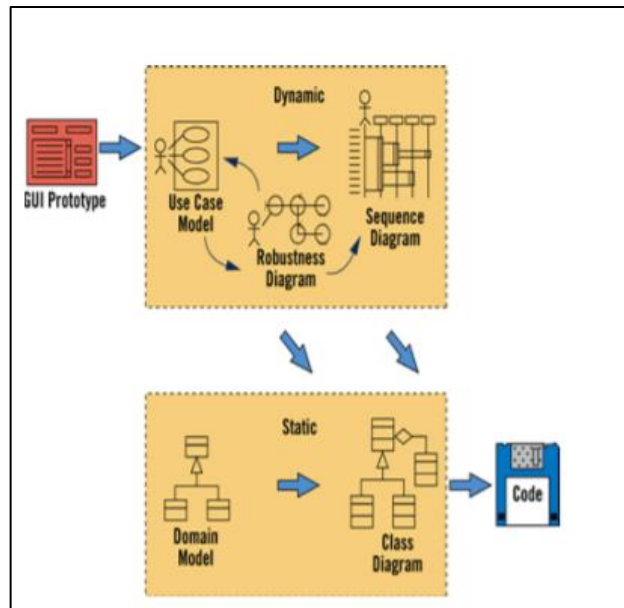 Dynamic
GUI Prototype
Use Case
Model
Robustness
Diagram
Sequence
Diagram
Static
Domain
Model
Class
Diagram
Code